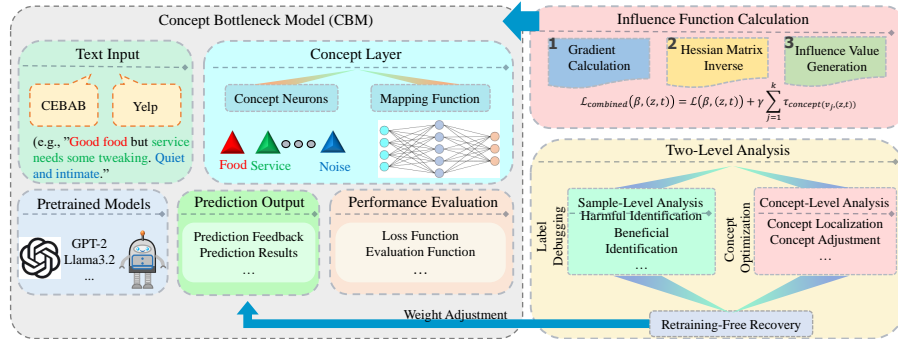 Concept Bottleneck Model (CBM)
Text Input
CEBAB
Yelp
(e.g., "Good food but service
needs some tweaking. Quiet
and intimate."
Concept Layer
Concept Neurons
Mapping Function
Food
Service
Noise
Pretrained Models
GPT-2
Llama3.2
...
Prediction Output
Prediction Feedback
Prediction Results
...
Performance Evaluation
Loss Function
Evaluation Function
...
Influence Function Calculation
1
Gradient
Calculation
2
Hessian Matrix
Inverse
3
Influence Value
Generation
ℒcombined(β, (z, t)) = ℒ(β, (z, t)) + γ ∑_{j=1}^{k} τconcept(v_j,(z,t))
Two-Level Analysis
Label
Debugging
Sample-Level Analysis
Harmful Identification
Beneficial
Identification
...
Concept
Optimization
Concept-Level Analysis
Concept Localization
Concept Adjustment
...
Weight Adjustment
Retraining-Free Recovery